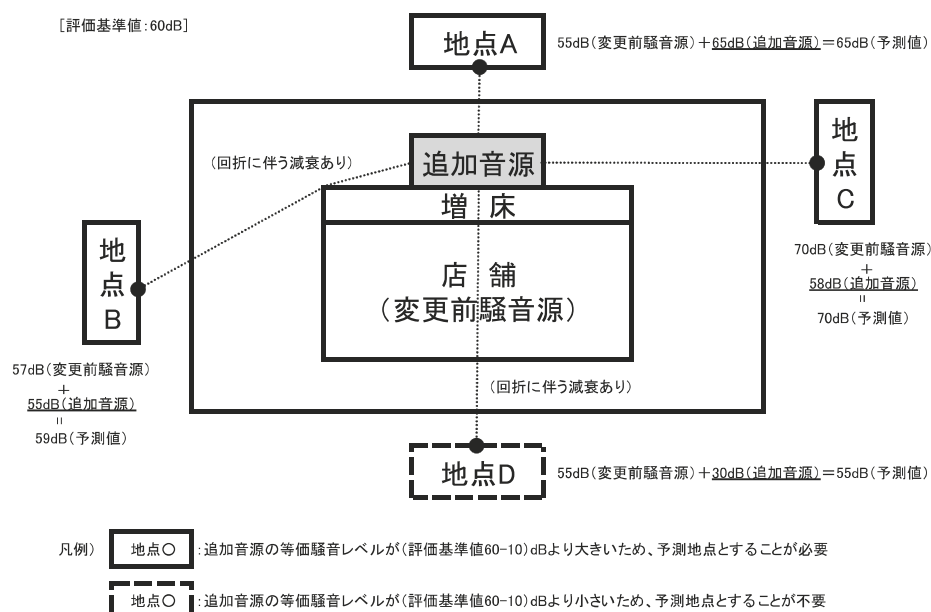 [評価基準値:60dB]
地点A
55dB(変更前騒音源)+65dB(追加音源)=65dB(予測値)
(回折に伴う減衰あり)
追加音源
地点C
増 床
地点B
店 舗
(変更前騒音源)
70dB(変更前騒音源)
+
58dB(追加音源)
=
70dB(予測値)
57dB(変更前騒音源)
+
55dB(追加音源)
=
59dB(予測値)
(回折に伴う減衰あり)
地点D
55dB(変更前騒音源)+30dB(追加音源)=55dB(予測値)
凡例) 地点○ :追加音源の等価騒音レベルが(評価基準値60-10)dBより大きいため、予測地点とすることが必要
地点○ :追加音源の等価騒音レベルが(評価基準値60-10)dBより小さいため、予測地点とすることが不要